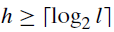 h ≥ ⌈log₂ l⌉